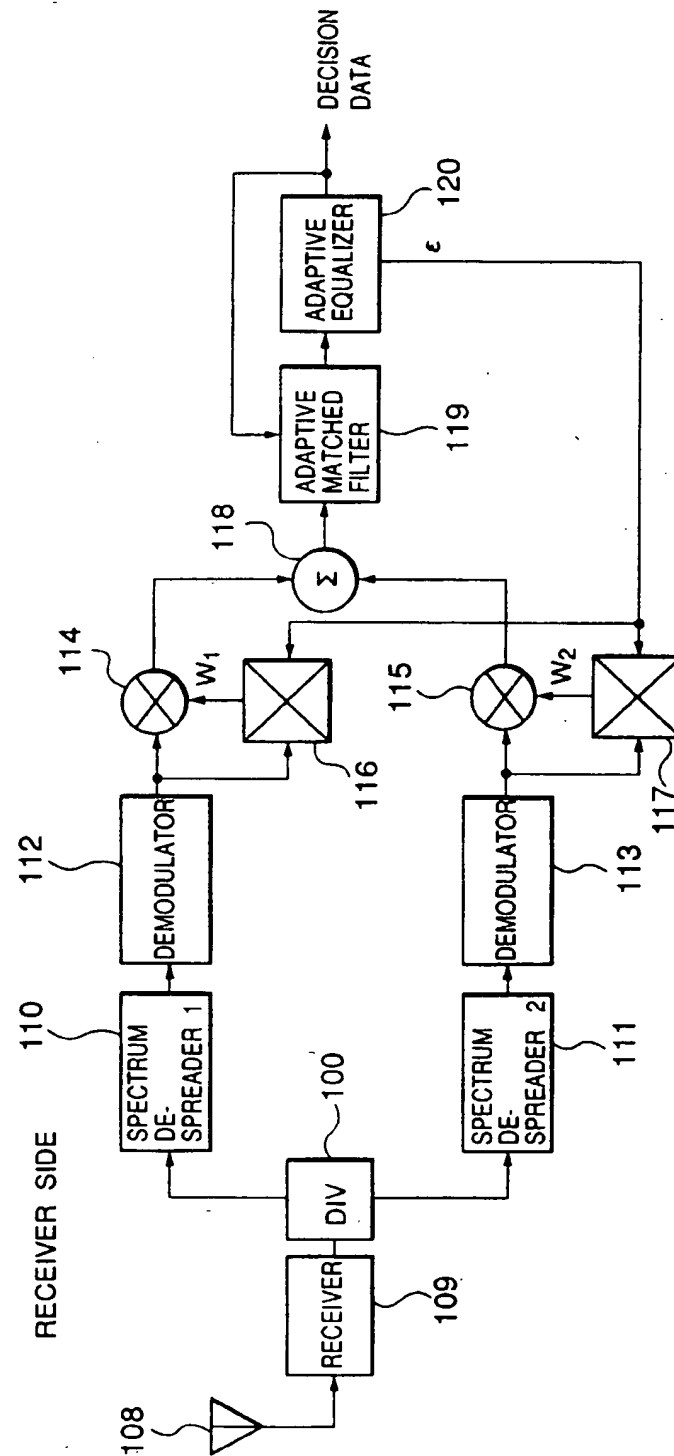 RECEIVER SIDE
108
RECEIVER
109
DIV
100
SPECTRUM
DE-
SPREADER 1
110
DEMODULATOR
112
114
W1
116
SPECTRUM
DE-
SPREADER 2
111
DEMODULATOR
113
115
W2
117
Σ
118
ADAPTIVE
MATCHED
FILTER
119
ADAPTIVE
EQUALIZER
120
ε
DECISION
DATA